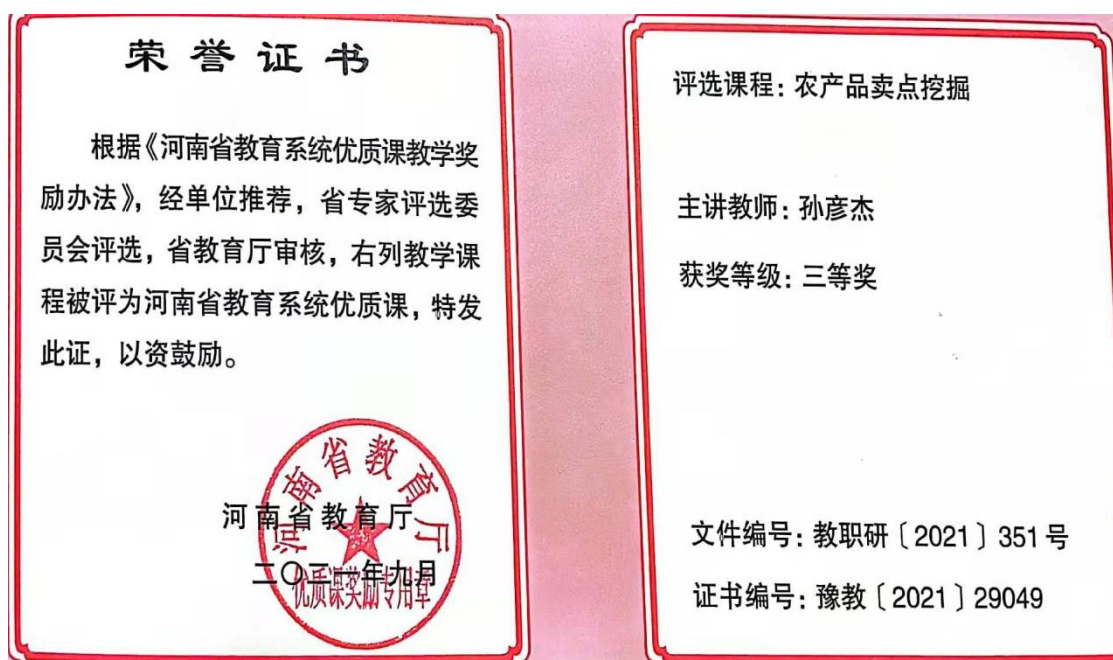 荣誉证书
根据《河南省教育系统优质课教学奖
励办法》，经单位推荐，省专家评选委
员会评选，省教育厅审核，右列教学课
程被评为河南省教育系统优质课，特发
此证，以资鼓励。
河南省教育厅
河南省教育厅
二〇二一年九月
优质课奖励专用章
评选课程：农产品卖点挖掘
主讲教师：孙彦杰
获奖等级：三等奖
文件编号：教职研〔2021〕351号
证书编号：豫教〔2021〕29049